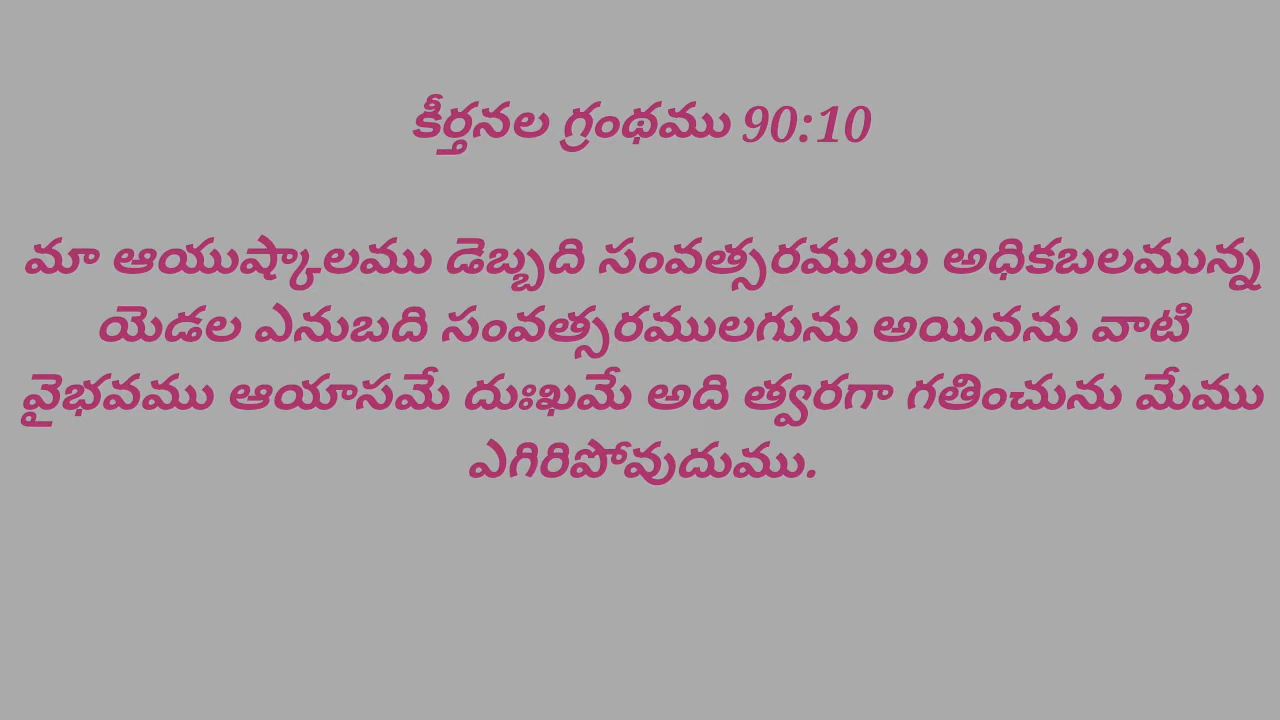 కీర్తనల గ్రంథము 90:10
మా ఆయుష్కాలము డెబ్బది సంవత్సరములు అధికబలమున్న
యెడల ఎనుబది సంవత్సరములగును అయినను వాటి
వైభవము ఆయాసమే దుఃఖమే అది త్వరగా గతించును మేము
ఎగిరిపోవుదుము.